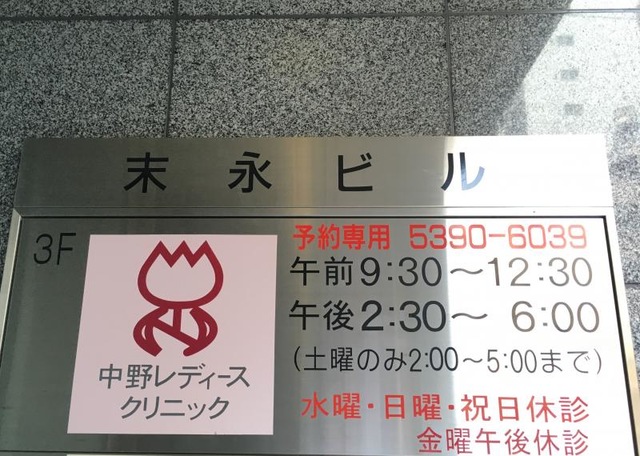 末永ビル
3F
予約専用 5390-6039
午前9:30～12:30
午後2:30～ 6:00
(土曜のみ2:00～5:00まで)
中野レディース
クリニック
水曜・日曜・祝日休診
金曜午後休診